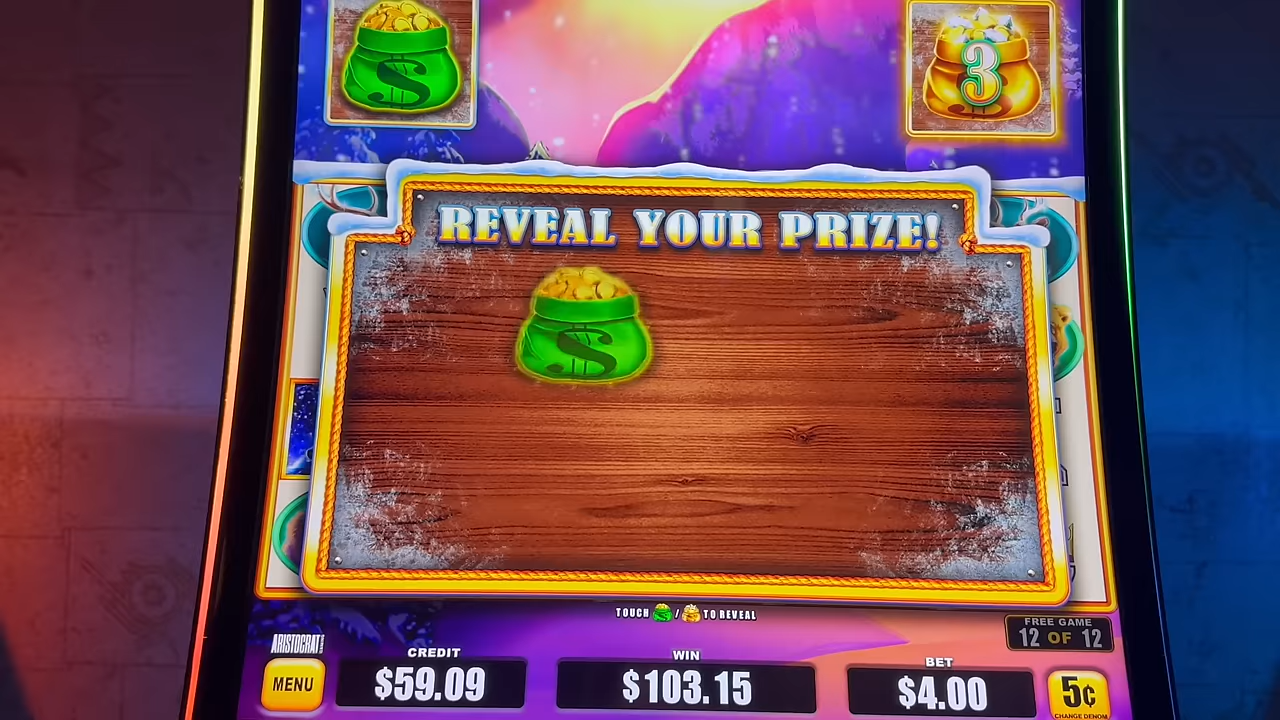 $
3
REVEAL YOUR PRIZE!
$
TOUCH / TO REVEAL
FREE GAME
12 OF 12
ARISTOCRAT
MENU
CREDIT
$59.09
WIN
$103.15
BET
$4.00
5¢
CHANGE DENOM